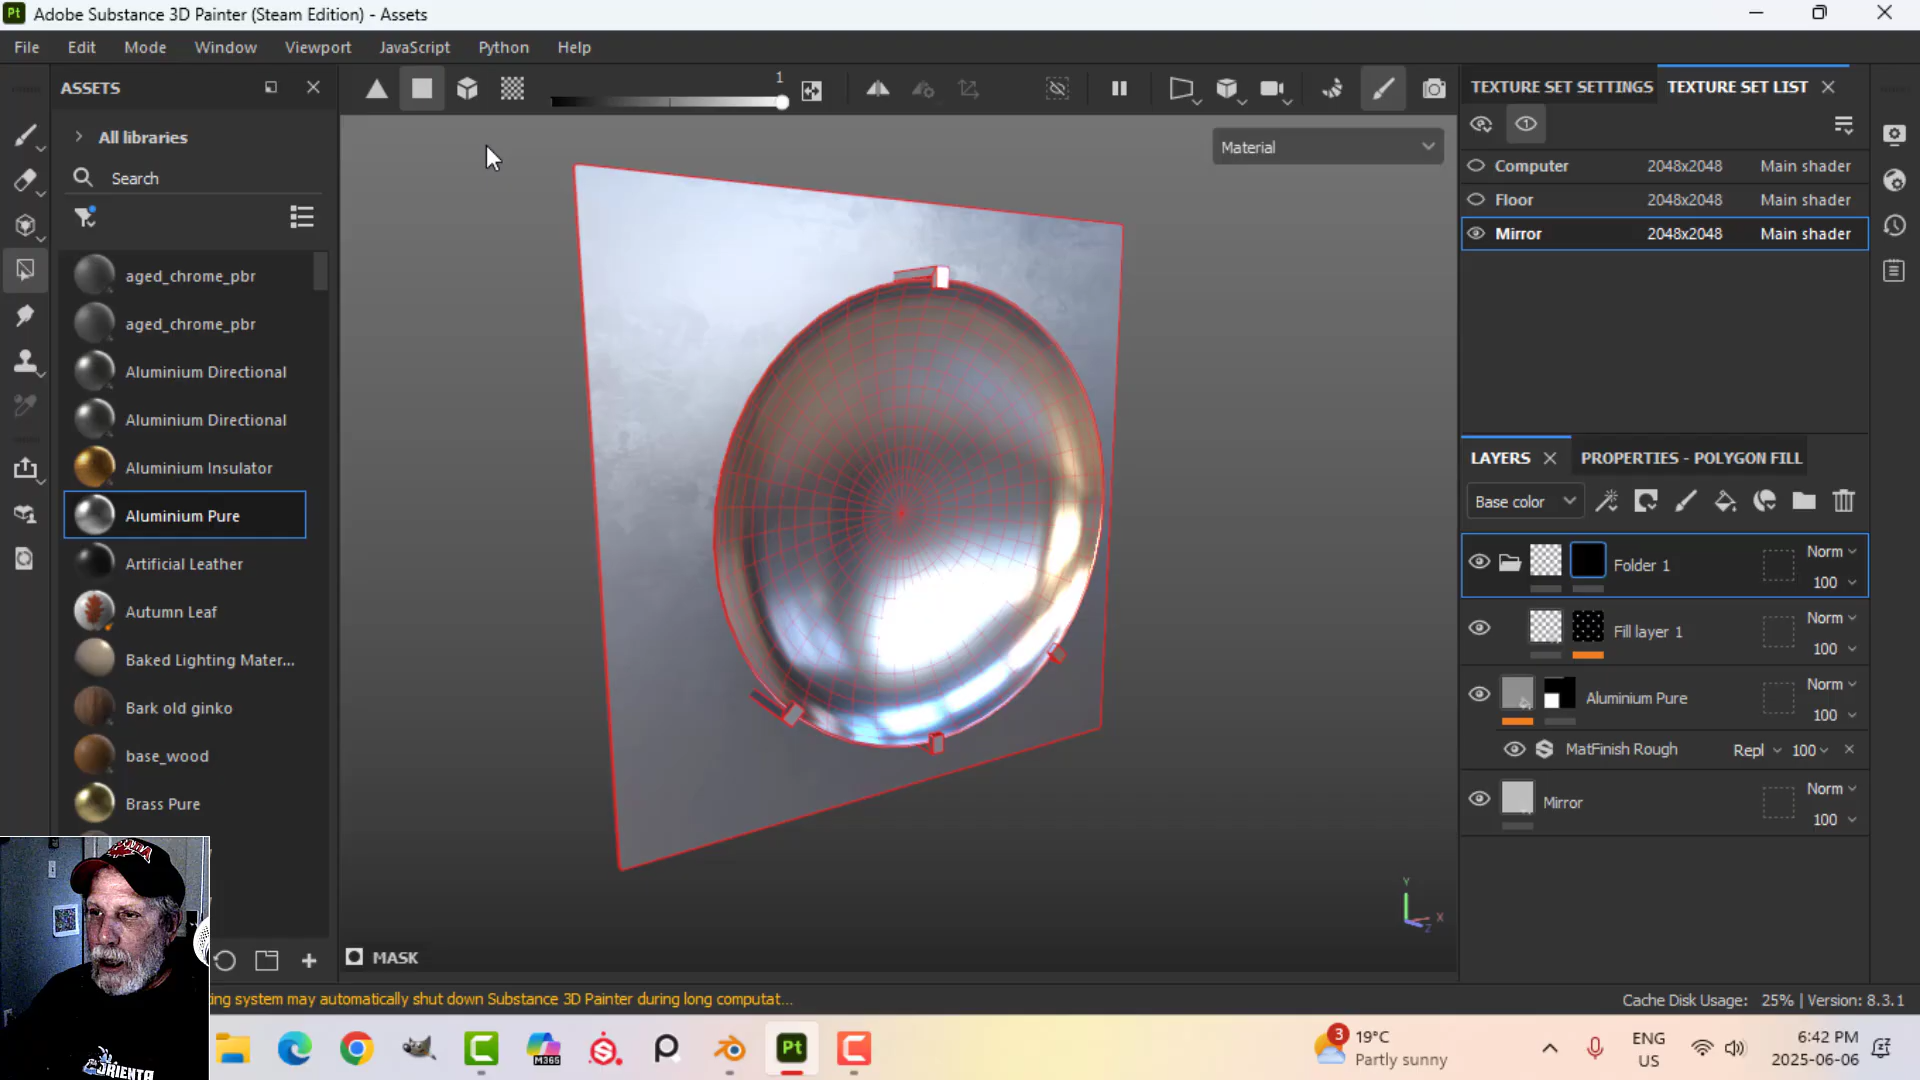 Pt Adobe Substance 3D Painter (Steam Edition) - Assets
File Edit Mode Window Viewport JavaScript Python Help
ASSETS
All libraries
Search
aged_chrome_pbr
aged_chrome_pbr
Aluminium Directional
Aluminium Directional
Aluminium Insulator
Aluminium Pure
Artificial Leather
Autumn Leaf
Baked Lighting Mater...
Bark old ginko
base_wood
Brass Pure
1
Material
Y
X
Z
MASK
TEXTURE SET SETTINGS TEXTURE SET LIST
1
Computer 2048x2048 Main shader
Floor 2048x2048 Main shader
Mirror 2048x2048 Main shader
LAYERS PROPERTIES - POLYGON FILL
Base color
Folder 1 Norm 100
Fill layer 1 Norm 100
Aluminium Pure Norm 100
MatFinish Rough Repl 100
Mirror Norm 100
ing system may automatically shut down Substance 3D Painter during long computat...
Cache Disk Usage: 25% | Version: 8.3.1
M365
Pt
3
19°C
Partly sunny
ENG
US
6:42 PM
2025-06-06